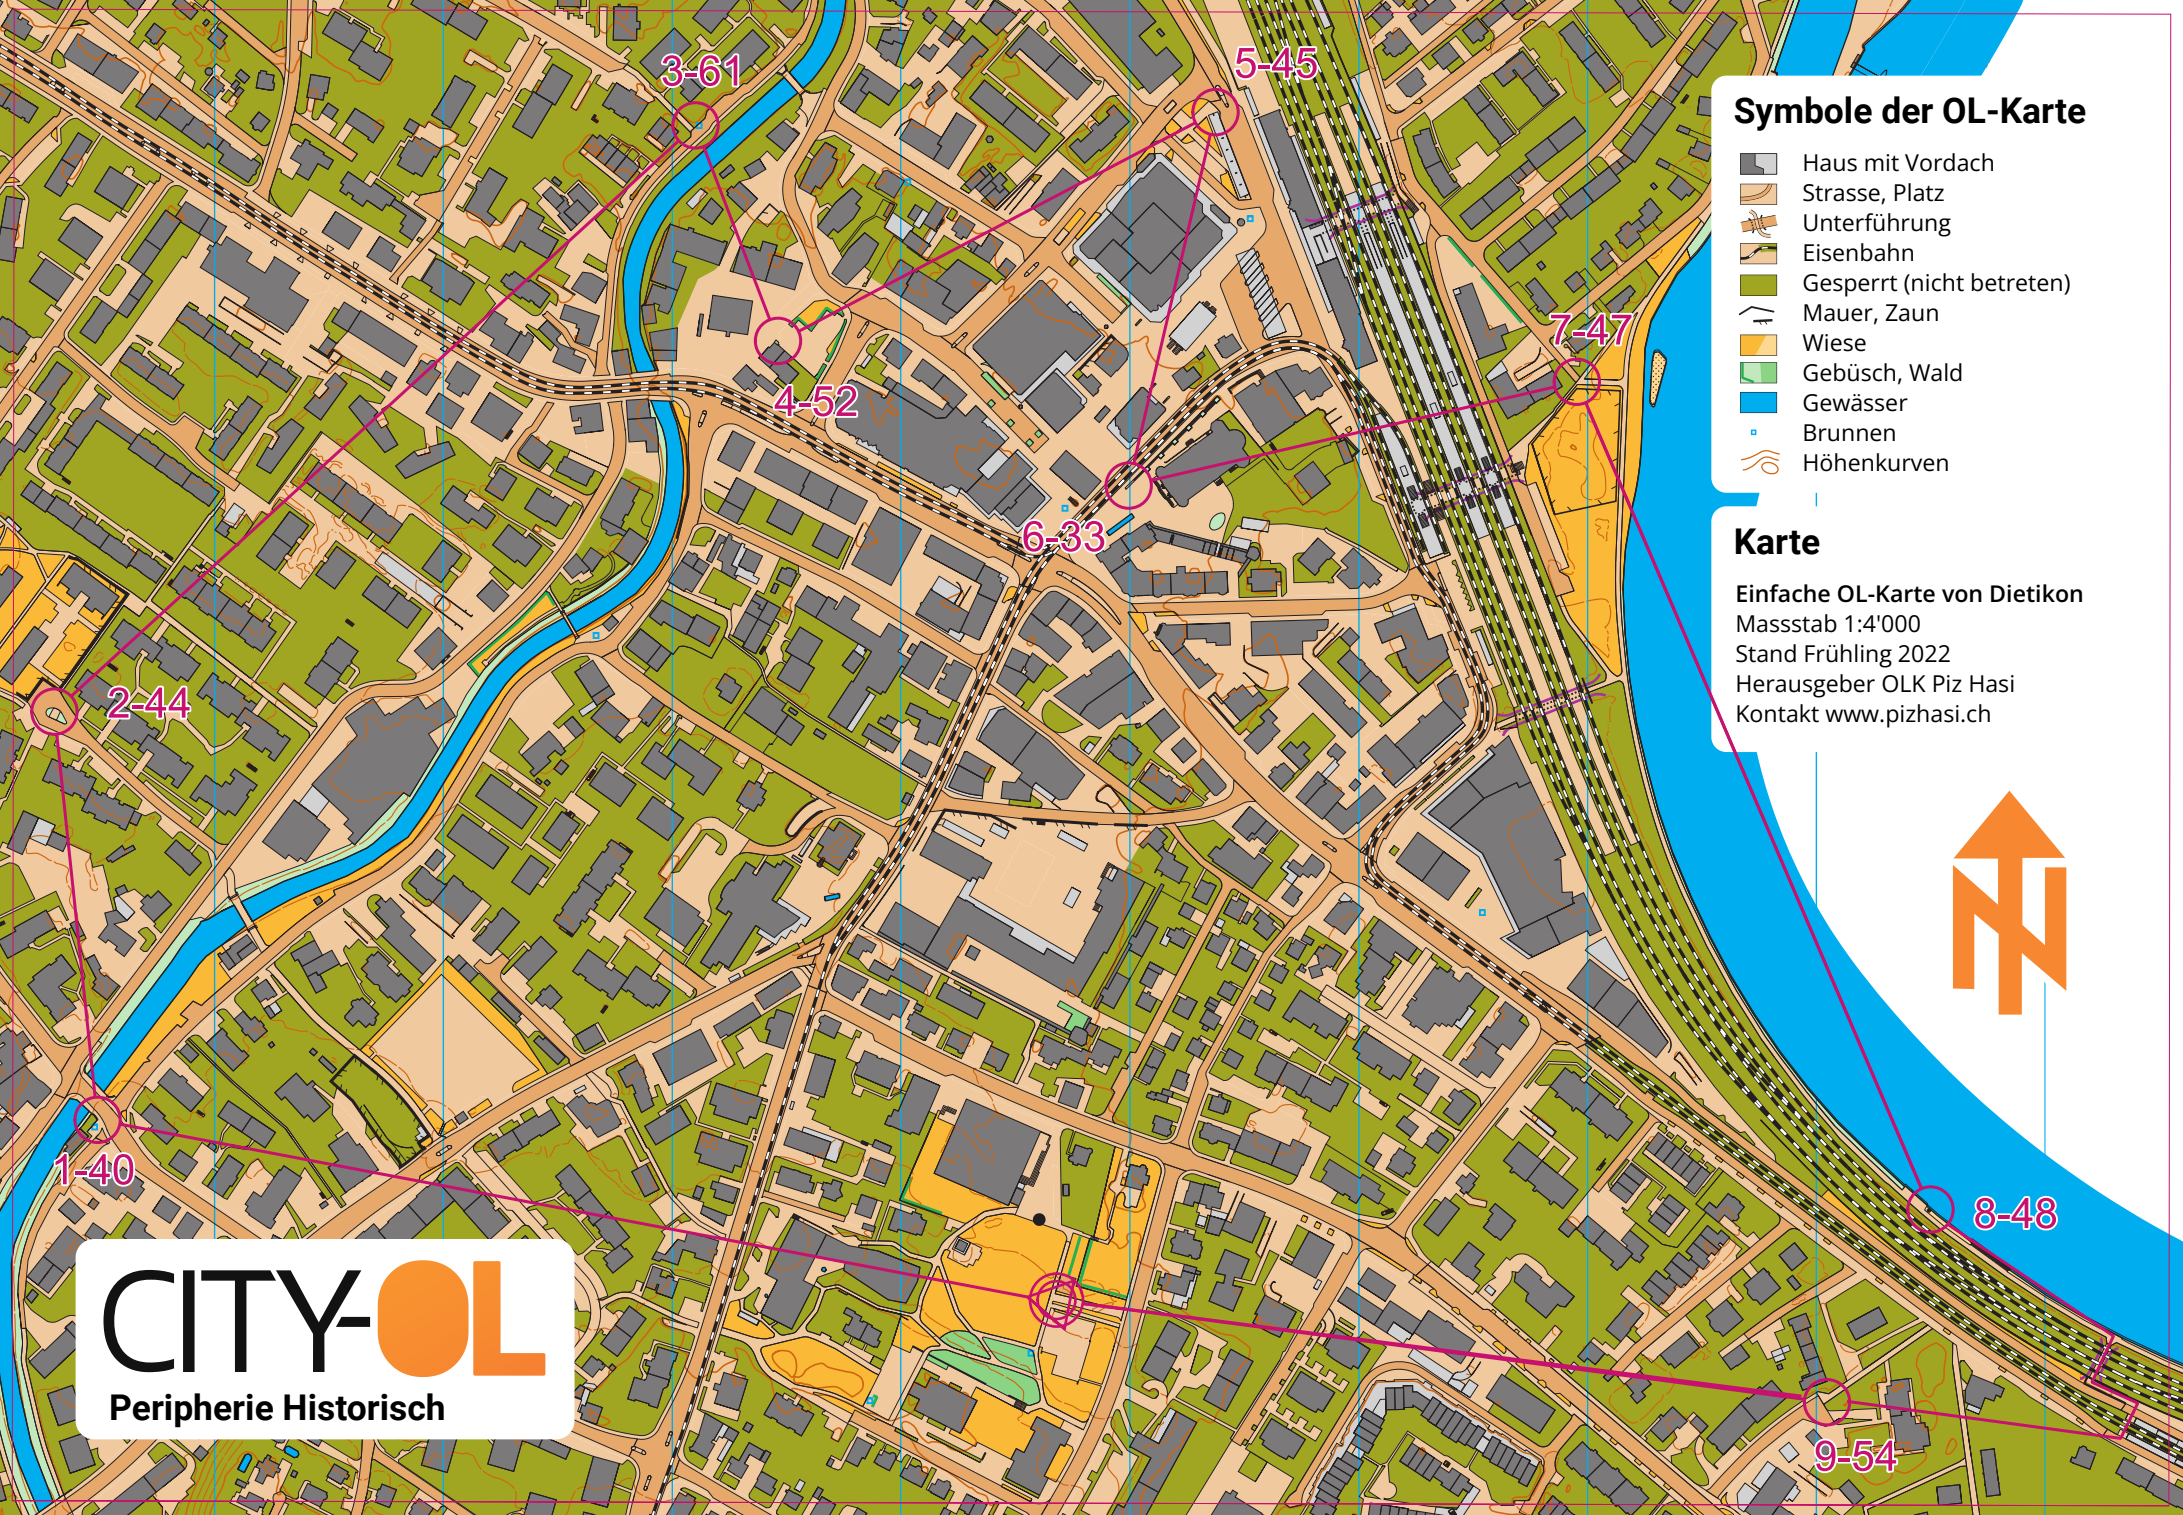 3-61
5-45
Symbole der OL-Karte
Haus mit Vordach
Strasse, Platz
Unterführung
Eisenbahn
Gesperrt (nicht betreten)
Mauer, Zaun
Wiese
Gebüsch, Wald
Gewässer
Brunnen
Höhenkurven
7-47
4-52
6-33
Karte
Einfache OL-Karte von Dietikon
Massstab 1:4'000
Stand Frühling 2022
Herausgeber OLK Piz Hasi
Kontakt www.pizhasi.ch
2-44
N
1-40
8-48
CITY-OL
Peripherie Historisch
9-54